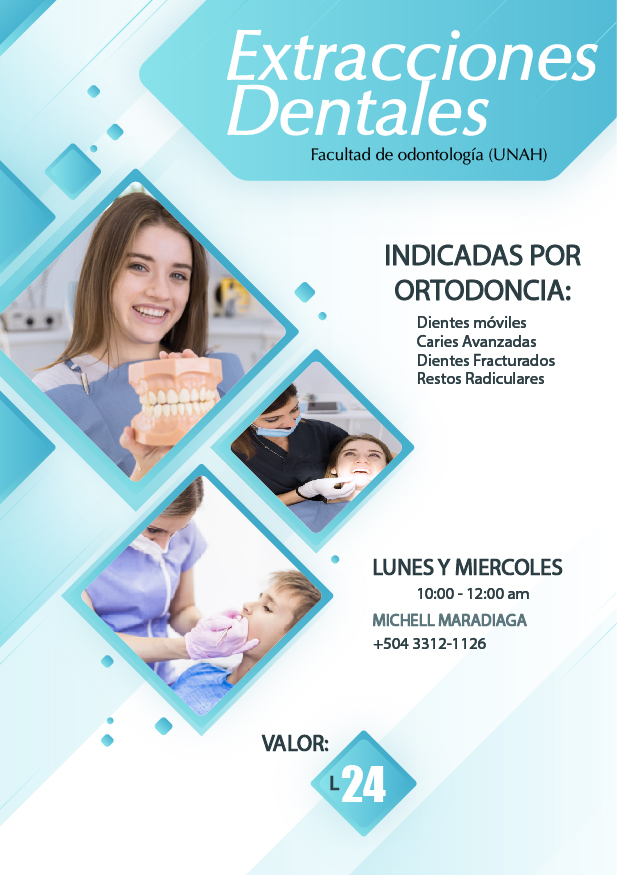 Extracciones
Dentales
Facultad de odontología (UNAH)
INDICADAS POR
ORTODONCIA:
Dientes móviles
Caries Avanzadas
Dientes Fracturados
Restos Radiculares
LUNES Y MIERCOLES
10:00 - 12:00 am
MICHELL MARADIAGA
+504 3312-1126
VALOR:
L 24